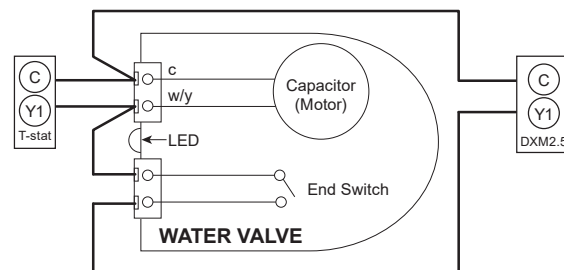 c
C
Capacitor
(Motor)
C
Y1
w/y
Y1
T-stat
LED
DXM2.5
End Switch
WATER VALVE